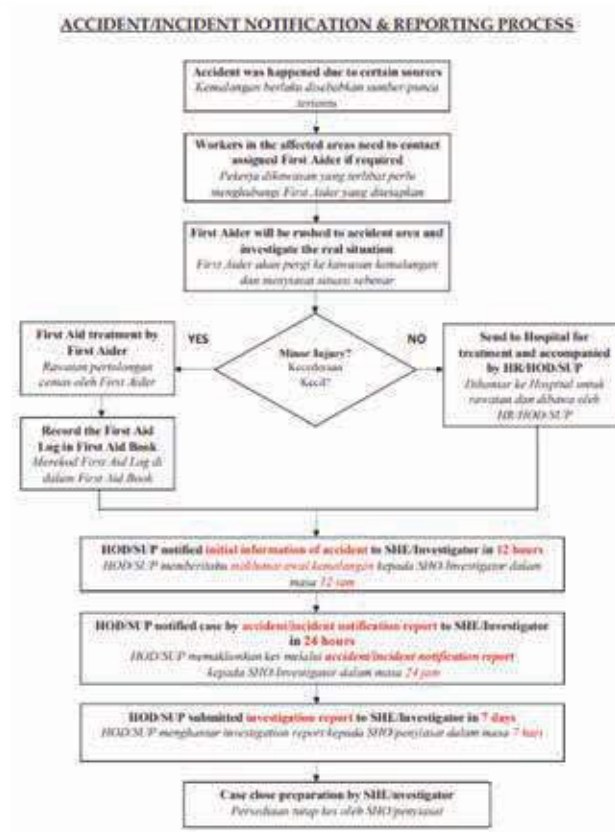 ACCIDENT/INCIDENT NOTIFICATION & REPORTING PROCESS
Accident was happened due to certain sources
Kemalangan berlaku disebabkan sumber/punca
tertentu
Workers in the affected areas need to contact
assigned First Aider if required
Pekerja dikawasan yang terlibat perlu
menghubungi First Aider yang ditetapkan
First Aider will be rushed to accident area and
investigate the real situation
First Aider akan pergi ke kawasan kemalangan
dan menyiasat situasi sebenar
First Aid treatment by
First Aider
Rawatan pertolongan
cemas oleh First Aider
YES
Minor Injury?
Kecederaan
Kecil?
NO
Send to Hospital for
treatment and accompanied
by HR/HOD/SUP
Dihantar ke Hospital untuk
rawatan dan dibawa oleh
HR/HOD/SUP
Record the First Aid
Log in First Aid Book
Merekod First Aid Log di
dalam First Aid Book
HOD/SUP notified initial information of accident to SHE/Investigator in 12 hours
HOD/SUP memberitahu maklumat awal kemalangan kepada SHO/Investigator dalam
masa 12 jam
HOD/SUP notified case by accident/incident notification report to SHE/Investigator
in 24 hours
HOD/SUP memaklumkan kes melalui accident/incident notification report
kepada SHO/Investigator dalam masa 24 jam
HOD/SUP submitted investigation report to SHE/Investigator in 7 days
HOD/SUP menghantar investigation report kepada SHO/penyiasat dalam masa 7 hari
Case close preparation by SHE/nvestigator
Persediaan tutup kes oleh SHO/penyiasat